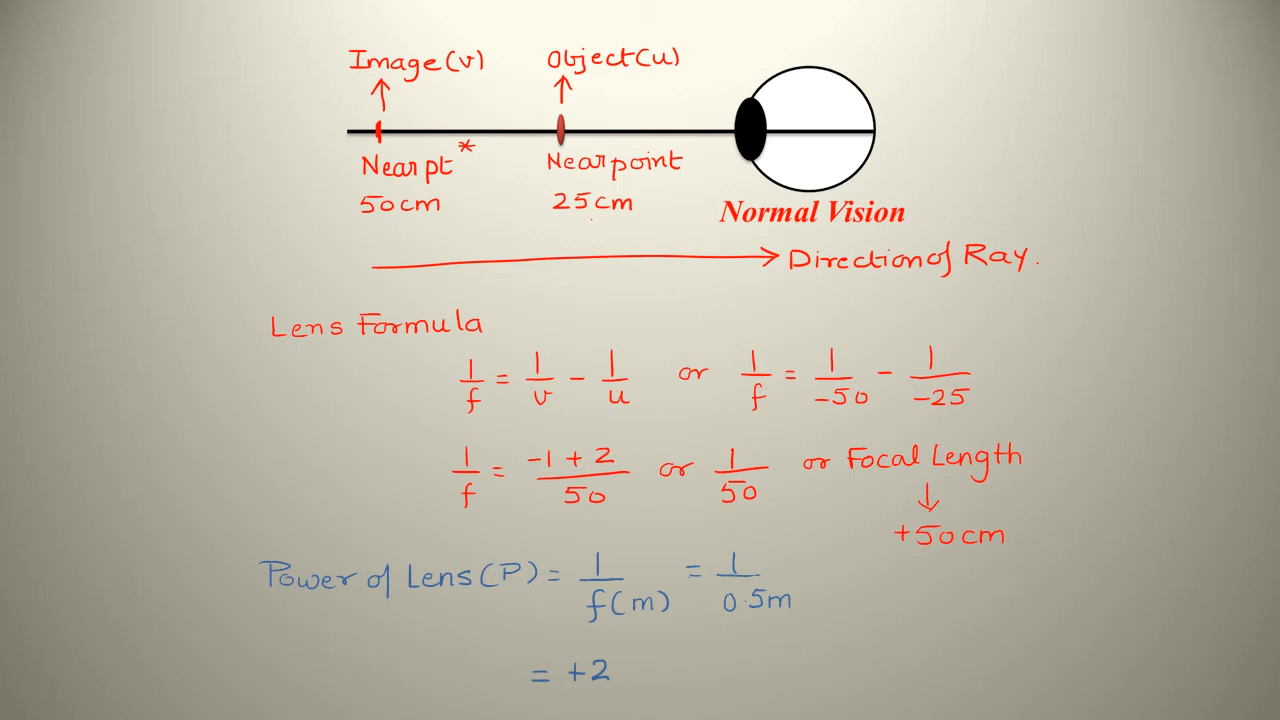 Image(v) Object(u)
Near pt * Near point
50cm 25cm
Normal Vision
Direction of Ray.
Lens Formula
1/f = 1/v - 1/u or 1/f = 1/-50 - 1/-25
1/f = -1+2/50 or 1/50 or Focal Length
+50cm
Power of Lens(P) = 1/f(m) = 1/0.5m
= +2